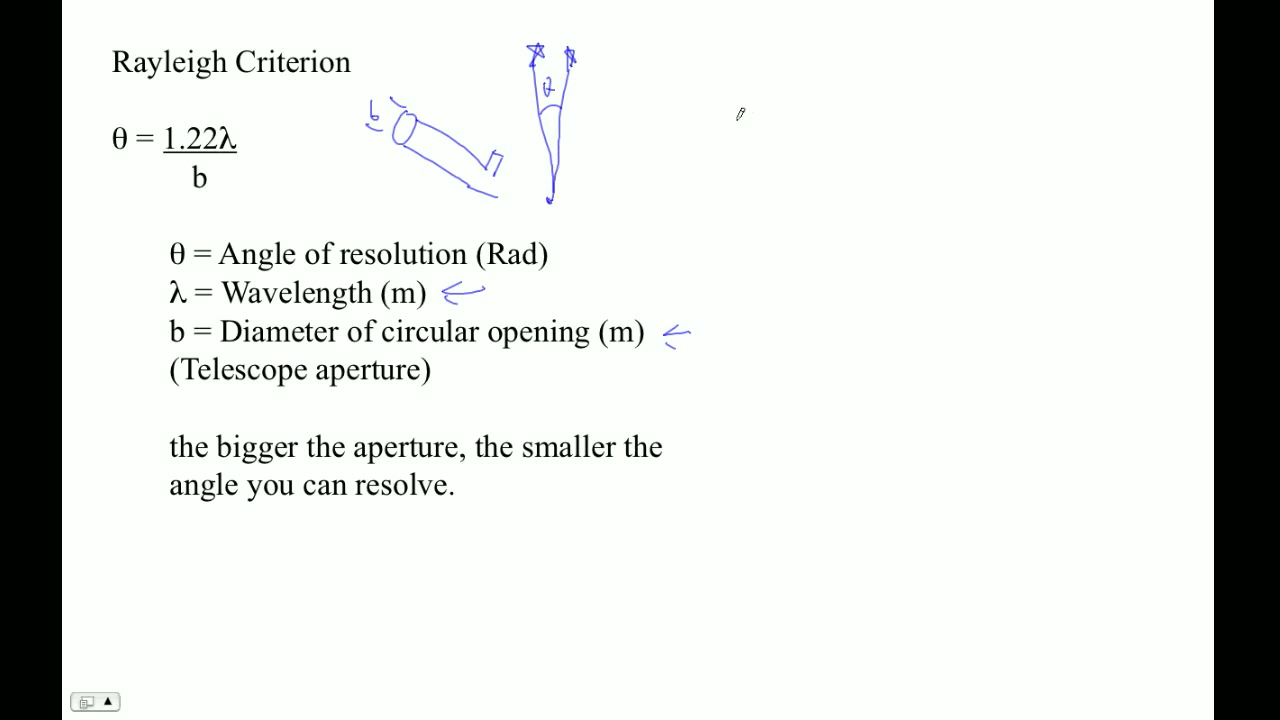 Rayleigh Criterion
b
θ
θ = 1.22λ
b
θ = Angle of resolution (Rad)
λ = Wavelength (m)
b = Diameter of circular opening (m)
(Telescope aperture)
the bigger the aperture, the smaller the
angle you can resolve.